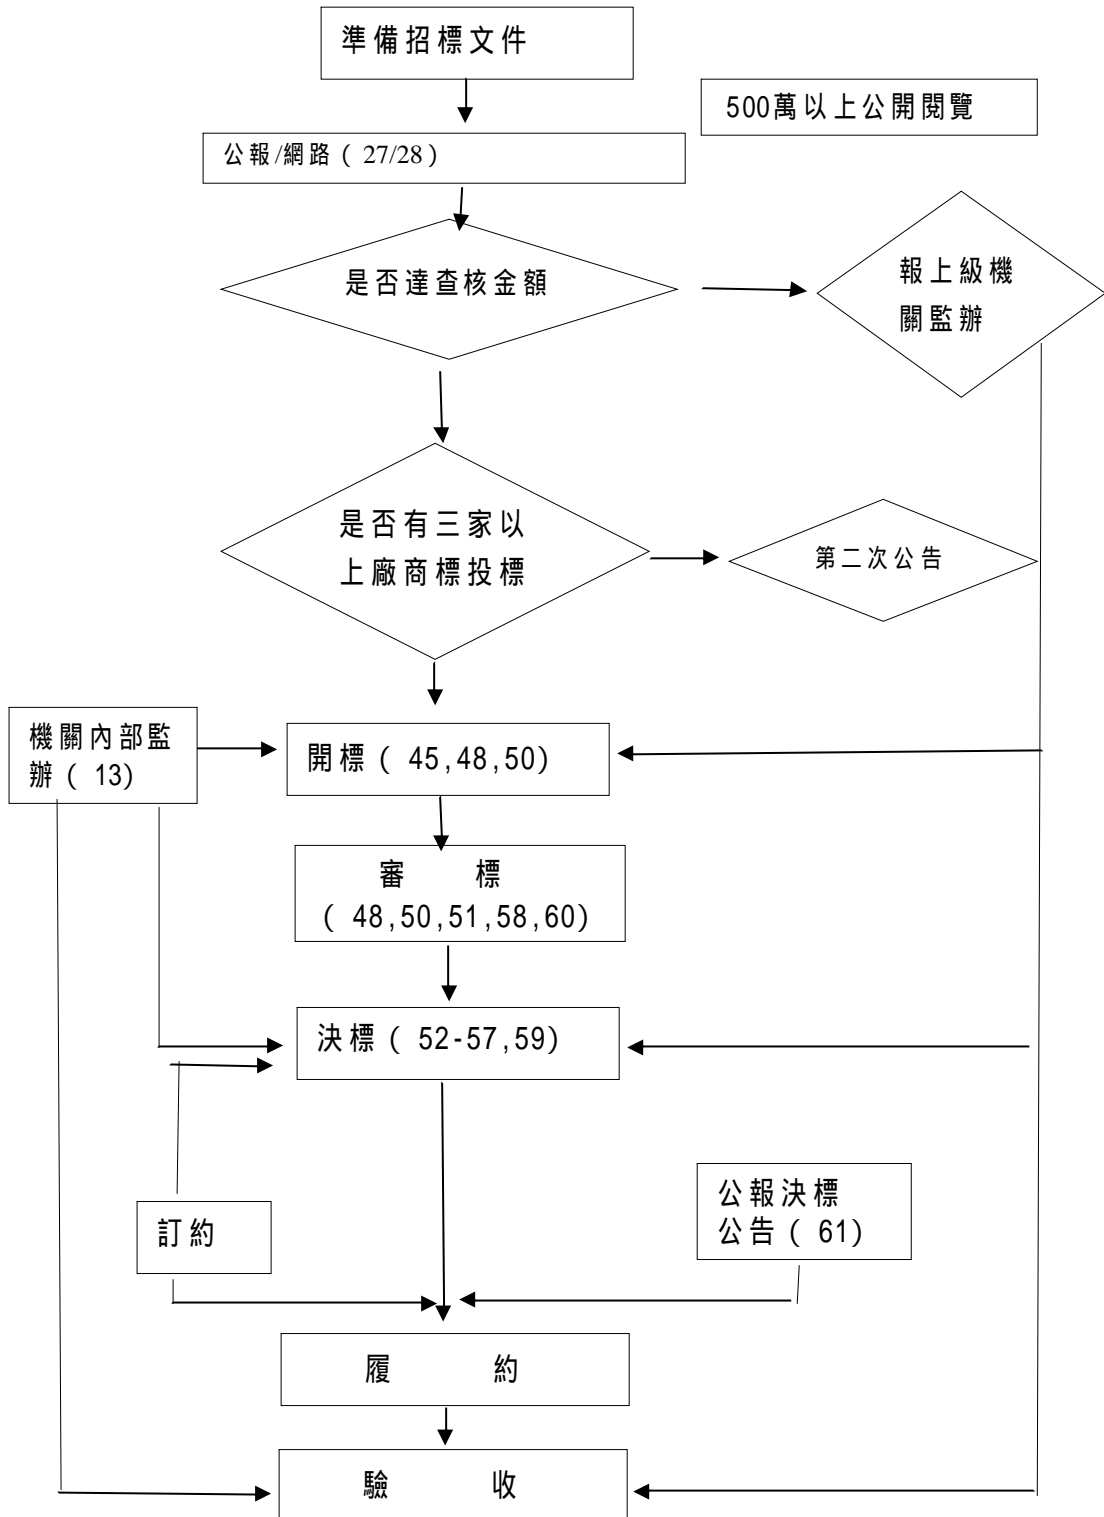 準備招標文件
500萬以上公開閱覽
公報/網路(27/28)
是否達查核金額
報上級機
關監辦
是否有三家以
上廠商標投標
第二次公告
機關內部監
辦(13)
開標(45,48,50)
審 標
(48,50,51,58,60)
決標(52-57,59)
訂約
公報決標
公告(61)
履 約
驗 收